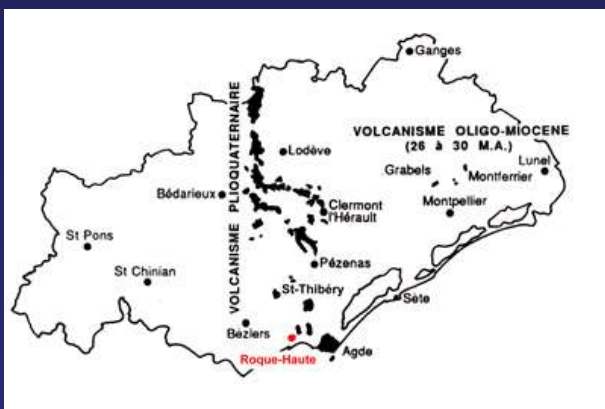 Ganges
VOLCANISME PLIOQUATERNAIRE
VOLCANISME OLIGO-MIOCENE
(26 à 30 M.A.)
Lodève
Lunel
Grabels
Montferrier
Bédarieux
Clermont
l'Hérault
Montpellier
St Pons
Pézenas
St Chinian
St-Thibéry
Sète
Béziers
Agde
Roque-Haute